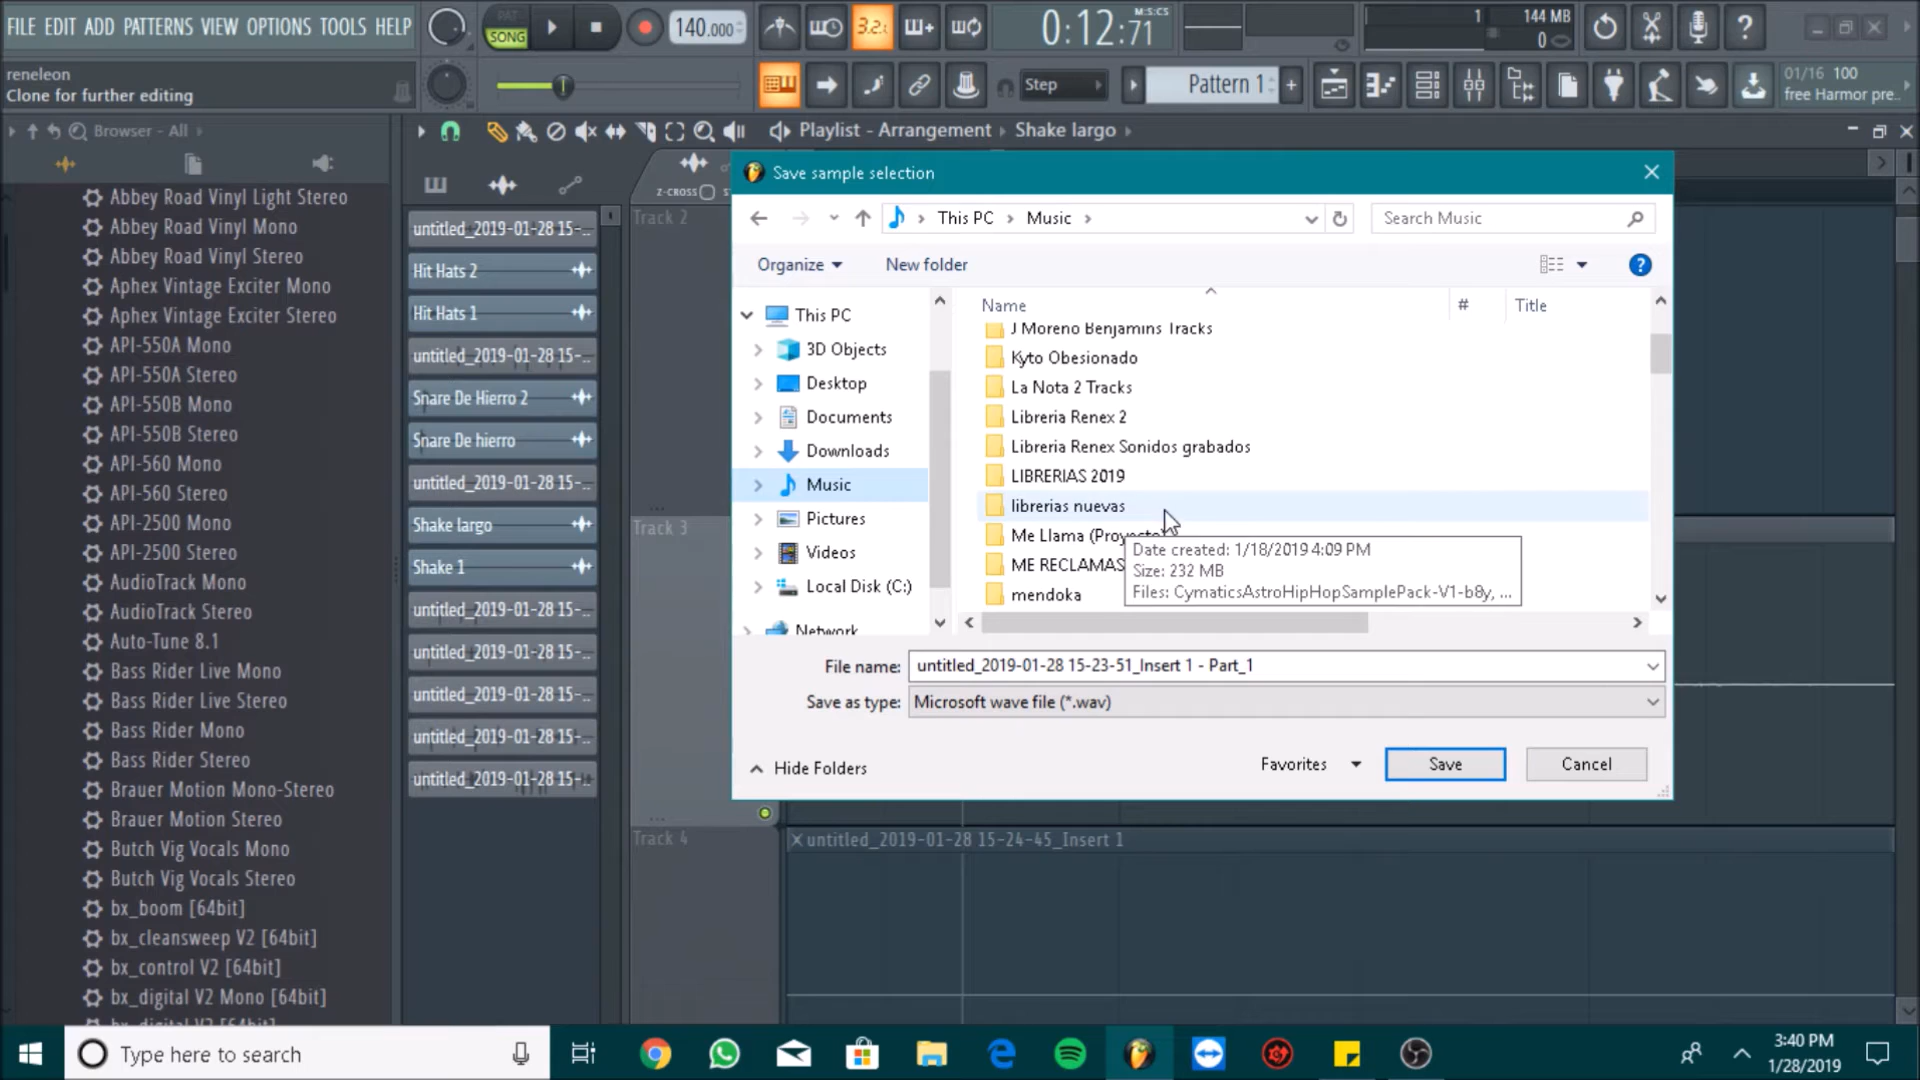 FILE EDIT ADD PATTERNS VIEW OPTIONS TOOLS HELP
PAT
SONG
140.000
3.2.
0:12:71
M:S:CS
1
144 MB
0
reneleon
Clone for further editing
Step
Pattern 1
01/16 100
free Harmor pre..
Browser - All
Playlist - Arrangement
Shake largo
Z-CROSS
Abbey Road Vinyl Light Stereo
Abbey Road Vinyl Mono
Abbey Road Vinyl Stereo
Aphex Vintage Exciter Mono
Aphex Vintage Exciter Stereo
API-550A Mono
API-550A Stereo
API-550B Mono
API-550B Stereo
API-560 Mono
API-560 Stereo
API-2500 Mono
API-2500 Stereo
AudioTrack Mono
AudioTrack Stereo
Auto-Tune 8.1
Bass Rider Live Mono
Bass Rider Live Stereo
Bass Rider Mono
Bass Rider Stereo
Brauer Motion Mono-Stereo
Brauer Motion Stereo
Butch Vig Vocals Mono
Butch Vig Vocals Stereo
bx_boom [64bit]
bx_cleansweep V2 [64bit]
bx_control V2 [64bit]
bx_digital V2 Mono [64bit]
untitled_2019-01-28 15-..
Hit Hats 2
Hit Hats 1
untitled_2019-01-28 15-..
Snare De Hierro 2
Snare De hierro
untitled_2019-01-28 15-..
Shake largo
Shake 1
untitled_2019-01-28 15-..
untitled_2019-01-28 15-..
untitled_2019-01-28 15-..
untitled_2019-01-28 15-..
untitled_2019-01-28 15-..
Track 2
Track 3
Track 4
untitled_2019-01-28 15-24-45_Insert 1
Save sample selection
This PC
Music
Search Music
Organize
New folder
This PC
3D Objects
Desktop
Documents
Downloads
Music
Pictures
Videos
Local Disk (C:)
Network
Name
#
Title
J Moreno Benjamins Tracks
Kyto Obesionado
La Nota 2 Tracks
Libreria Renex 2
Libreria Renex Sonidos grabados
LIBRERIAS 2019
librerias nuevas
Me Llama (Proyecto)
ME RECLAMAS
mendoka
Date created: 1/18/2019 4:09 PM
Size: 232 MB
Files: CymaticsAstroHipHopSamplePack-V1-b8y, ...
File name:
untitled_2019-01-28 15-23-51_Insert 1 - Part_1
Save as type:
Microsoft wave file (*.wav)
Hide Folders
Favorites
Save
Cancel
Type here to search
3:40 PM
1/28/2019